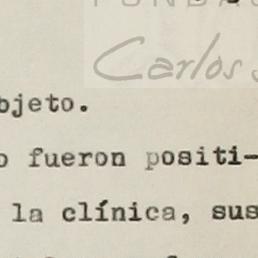 Carlos
bjeto.
o fueron positi-
la clínica, sus